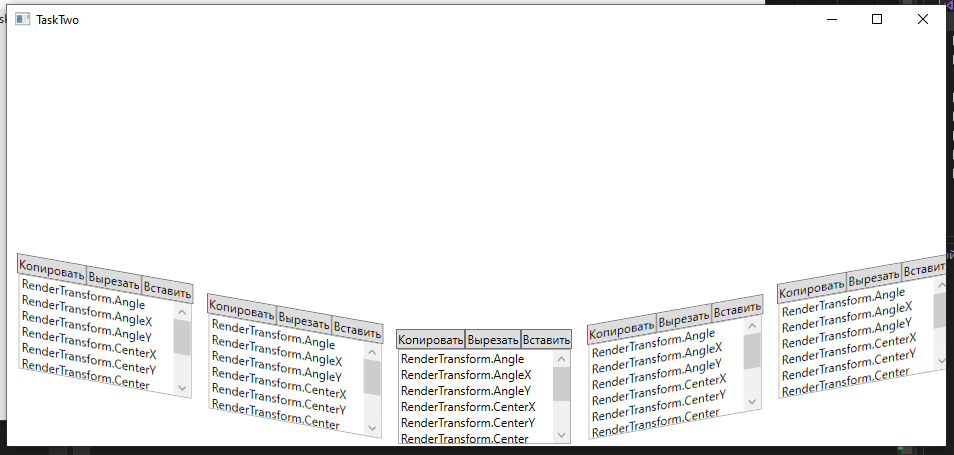 TaskTwo
Копировать Вырезать Вставить
RenderTransform.Angle
RenderTransform.AngleX
RenderTransform.AngleY
RenderTransform.CenterX
RenderTransform.CenterY
RenderTransform.Center
Копировать Вырезать Вставить
RenderTransform.Angle
RenderTransform.AngleX
RenderTransform.AngleY
RenderTransform.CenterX
RenderTransform.CenterY
RenderTransform.Center
Копировать Вырезать Вставить
RenderTransform.Angle
RenderTransform.AngleX
RenderTransform.AngleY
RenderTransform.CenterX
RenderTransform.CenterY
RenderTransform.Center
Копировать Вырезать Вставить
RenderTransform.Angle
RenderTransform.AngleX
RenderTransform.AngleY
RenderTransform.CenterX
RenderTransform.CenterY
RenderTransform.Center
Копировать Вырезать Вставить
RenderTransform.Angle
RenderTransform.AngleX
RenderTransform.AngleY
RenderTransform.CenterX
RenderTransform.CenterY
RenderTransform.Center